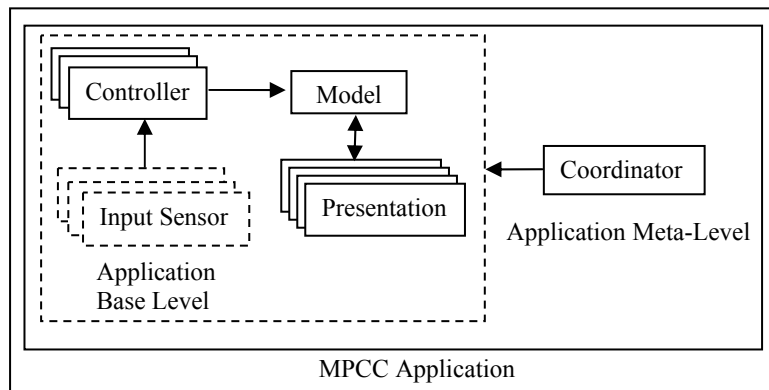 Controller
Model
Coordinator
Input Sensor
Presentation
Application Meta-Level
Application
Base Level
MPCC Application